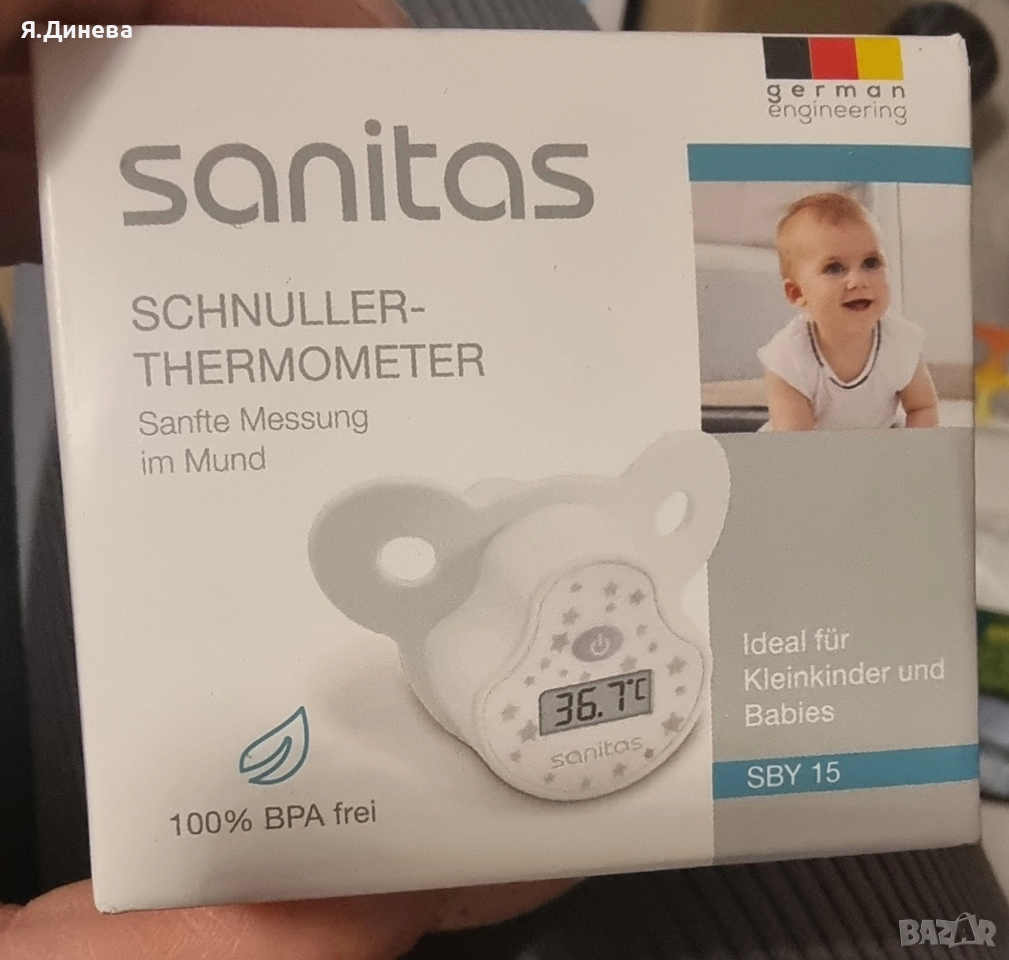 Я.Динева
german
engineering
sanitas
SCHNULLER-
THERMOMETER
Sanfte Messung
im Mund
36.7°C
sanitas
Ideal für
Kleinkinder und
Babies
SBY 15
100% BPA frei
BAZAR